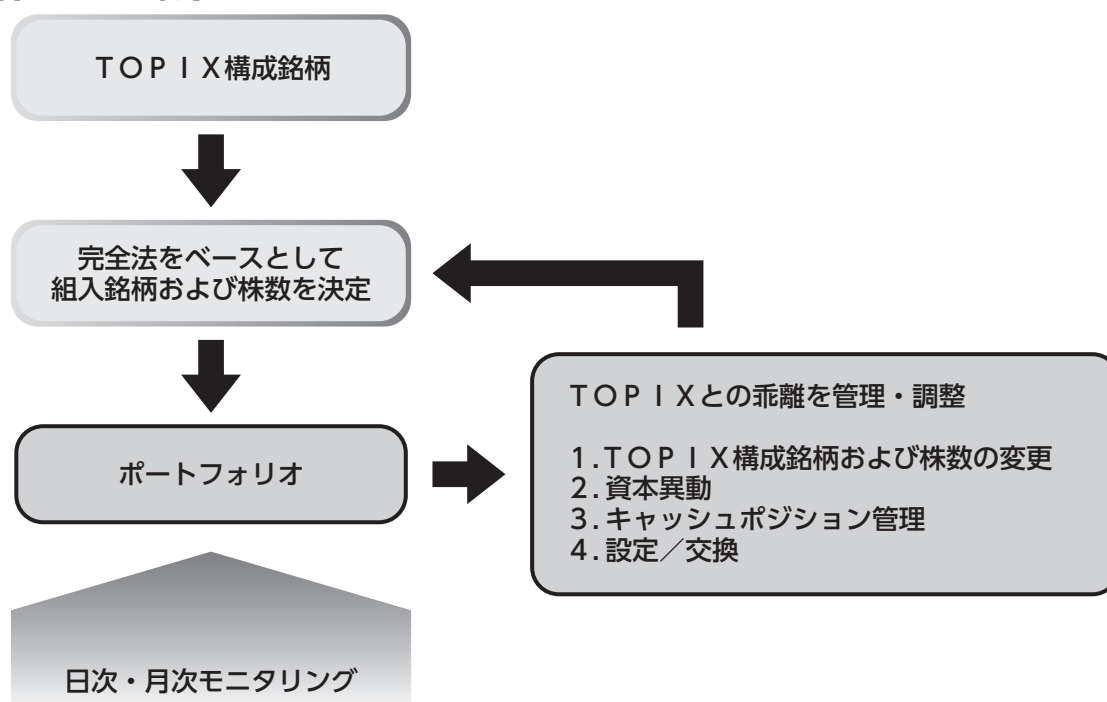 TOPIX構成銘柄
完全法をベースとして
組入銘柄および株数を決定
ポートフォリオ
TOPIXとの乖離を管理・調整
1.TOPIX構成銘柄および株数の変更
2.資本異動
3.キャッシュポジション管理
4.設定／交換
日次・月次モニタリング